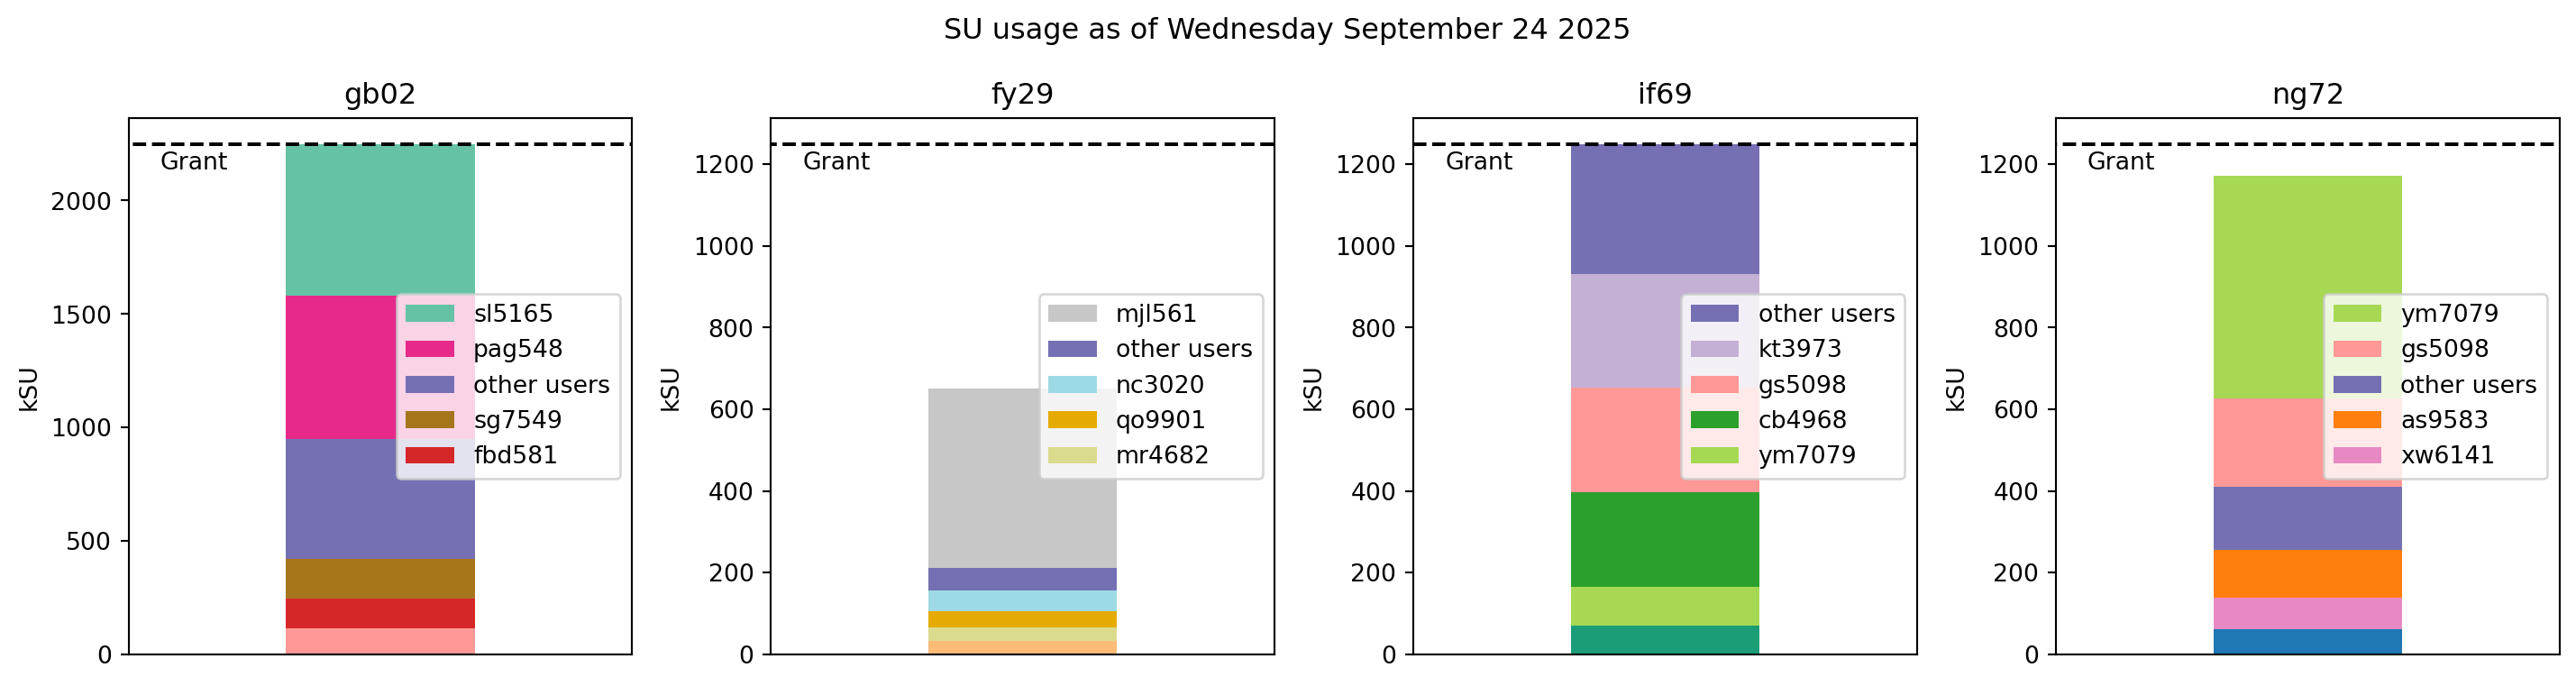 SU usage as of Wednesday September 24 2025
gb02
kSU
2000
1500
1000
500
0
Grant
sl5165
pag548
other users
sg7549
fbd581
fy29
kSU
1200
1000
800
600
400
200
0
Grant
mjl561
other users
nc3020
qo9901
mr4682
if69
kSU
1200
1000
800
600
400
200
0
Grant
other users
kt3973
gs5098
cb4968
ym7079
ng72
kSU
1200
1000
800
600
400
200
0
Grant
ym7079
gs5098
other users
as9583
xw6141